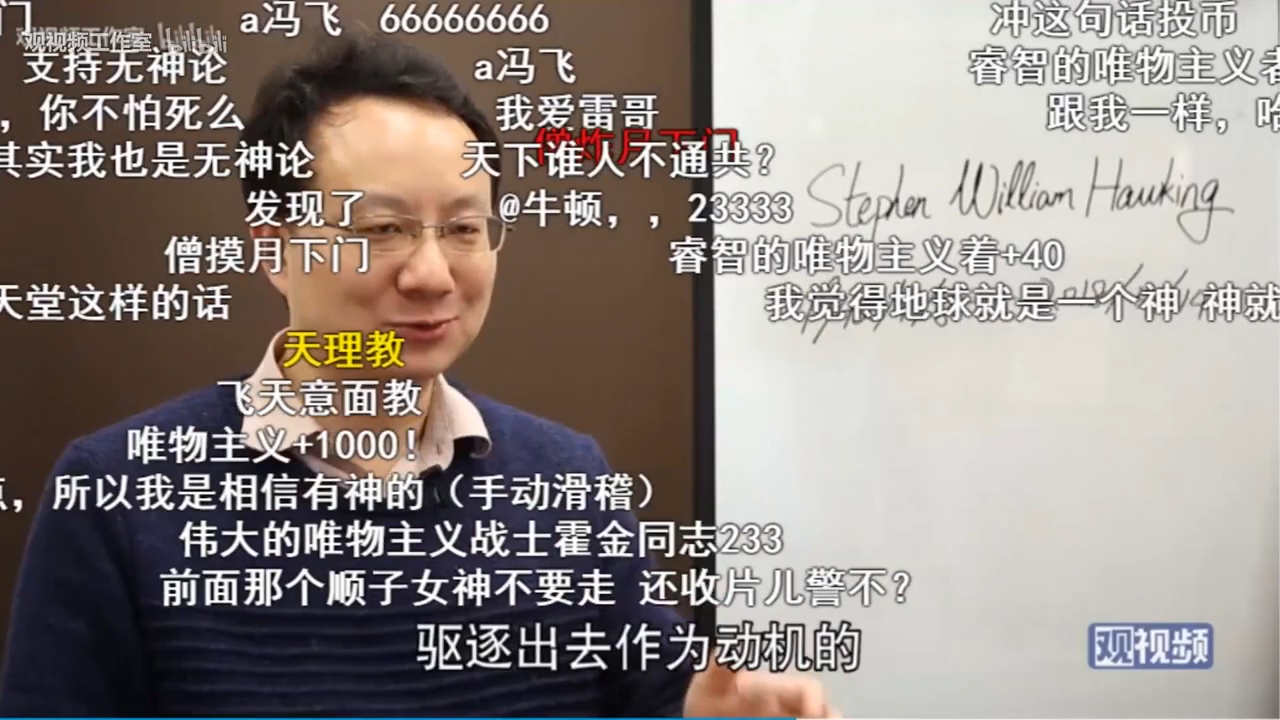 门
a冯飞
66666666
冲这句话投币
观视频工作室
bilibili
支持无神论
a冯飞
睿智的唯物主义者
，你不怕死么
我爱雷哥
跟我一样，哈
僧炸月下门
其实我也是无神论
天下谁人不通共？
Stephen William Hawking
发现了
@牛顿，，23333
僧摸月下门
睿智的唯物主义着+40
天堂这样的话
我觉得地球就是一个神 神就
天理教
飞天意面教
唯物主义+1000！
点，所以我是相信有神的（手动滑稽）
伟大的唯物主义战士霍金同志233
前面那个顺子女神不要走 还收片儿警不？
驱逐出去作为动机的
观视频